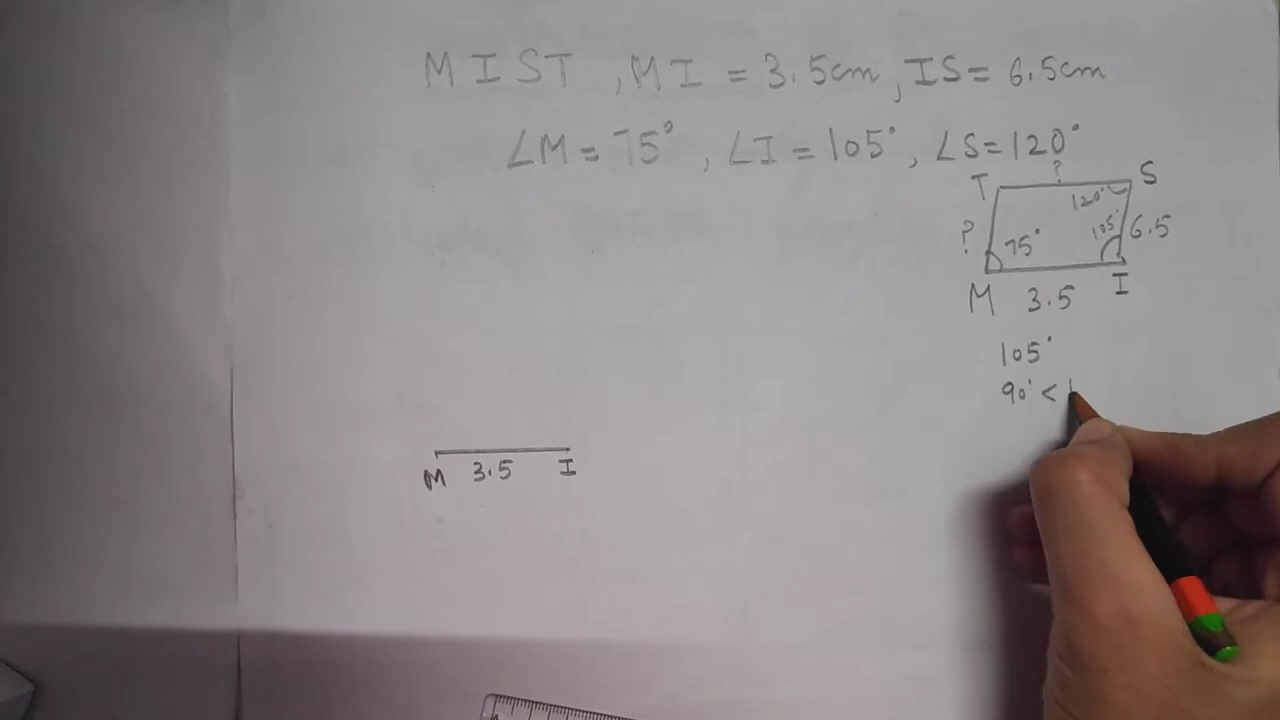 MIST , MI = 3.5cm, IS = 6.5cm
∠M = 75°, ∠I = 105°, ∠S = 120°
T ? S
120°
? 75° 105° 6.5
M 3.5 I
105°
90° <
M 3.5 I